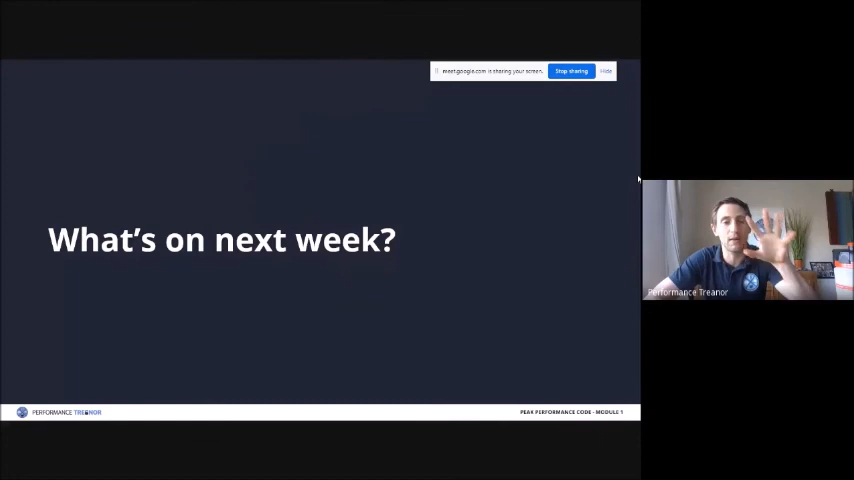 meet.google.com is sharing your screen.
Stop sharing
Hide
What's on next week?
Performance Treanor
PERFORMANCE TREANOR
PEAK PERFORMANCE CODE - MODULE 1